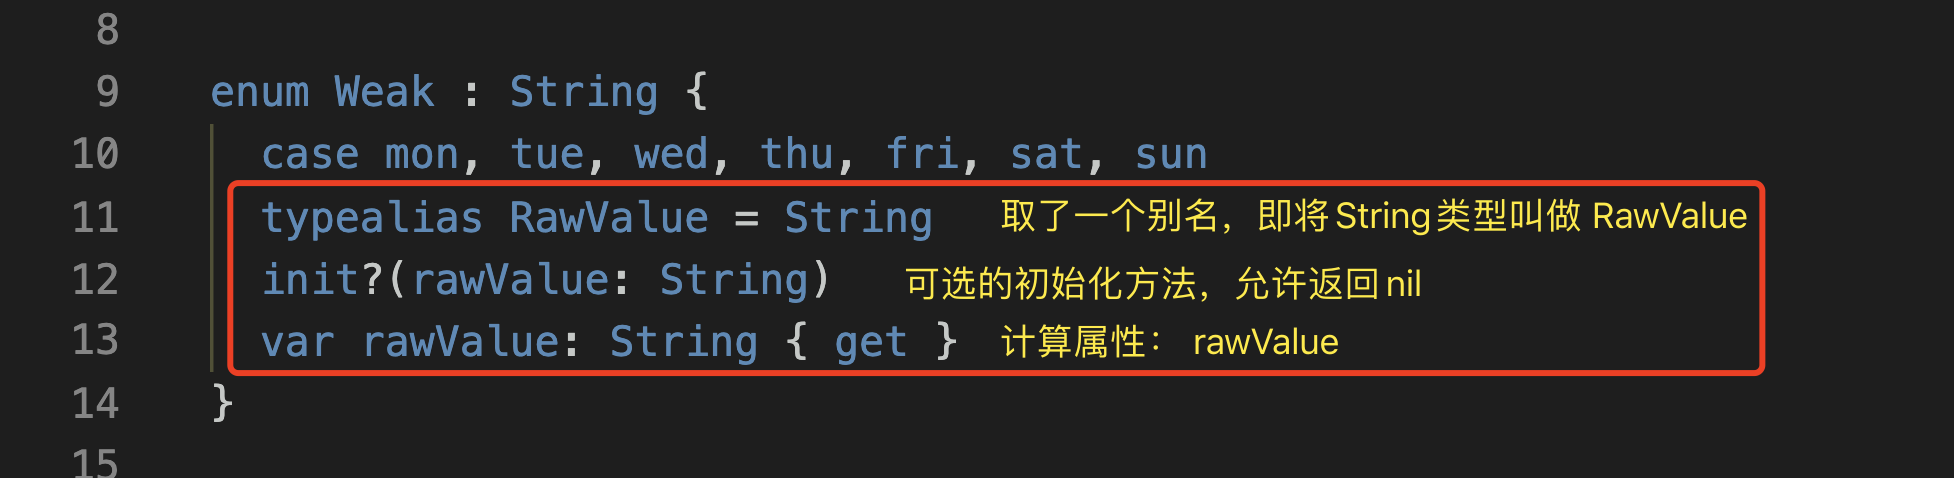 8
9 enum Weak : String {
10 case mon, tue, wed, thu, fri, sat, sun
11 typealias RawValue = String 取了一个别名，即将String类型叫做 RawValue
12 init?(rawValue: String) 可选的初始化方法，允许返回nil
13 var rawValue: String { get } 计算属性： rawValue
14 }
15